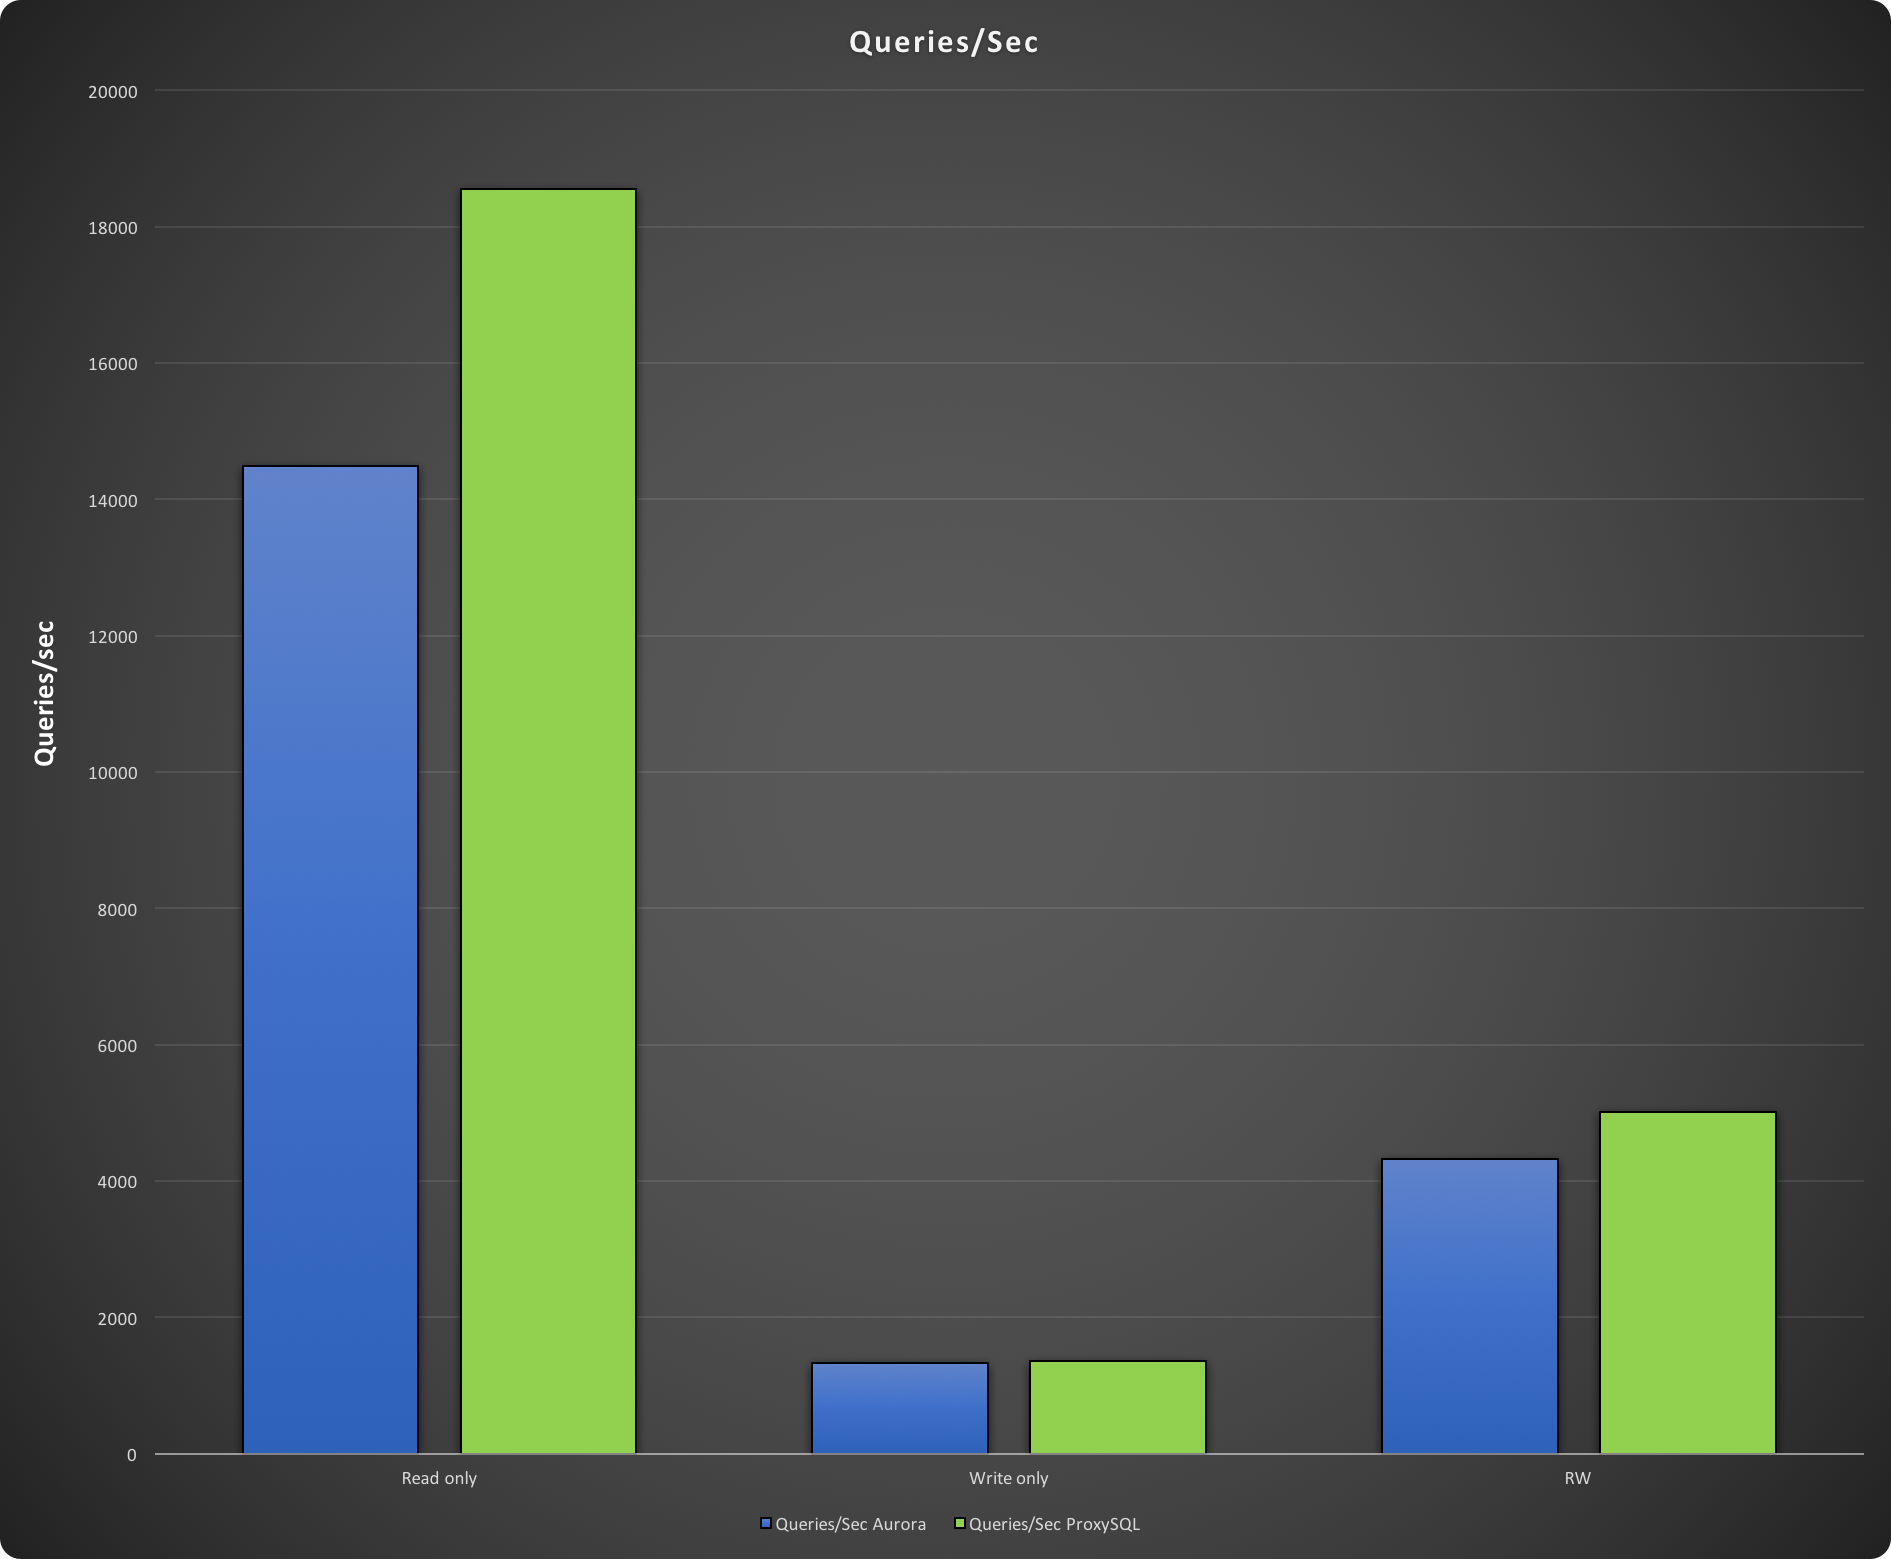 Queries/Sec
20000
18000
16000
14000
12000
10000
8000
6000
4000
2000
0
Queries/sec
Read only
Write only
RW
Queries/Sec Aurora
Queries/Sec ProxySQL